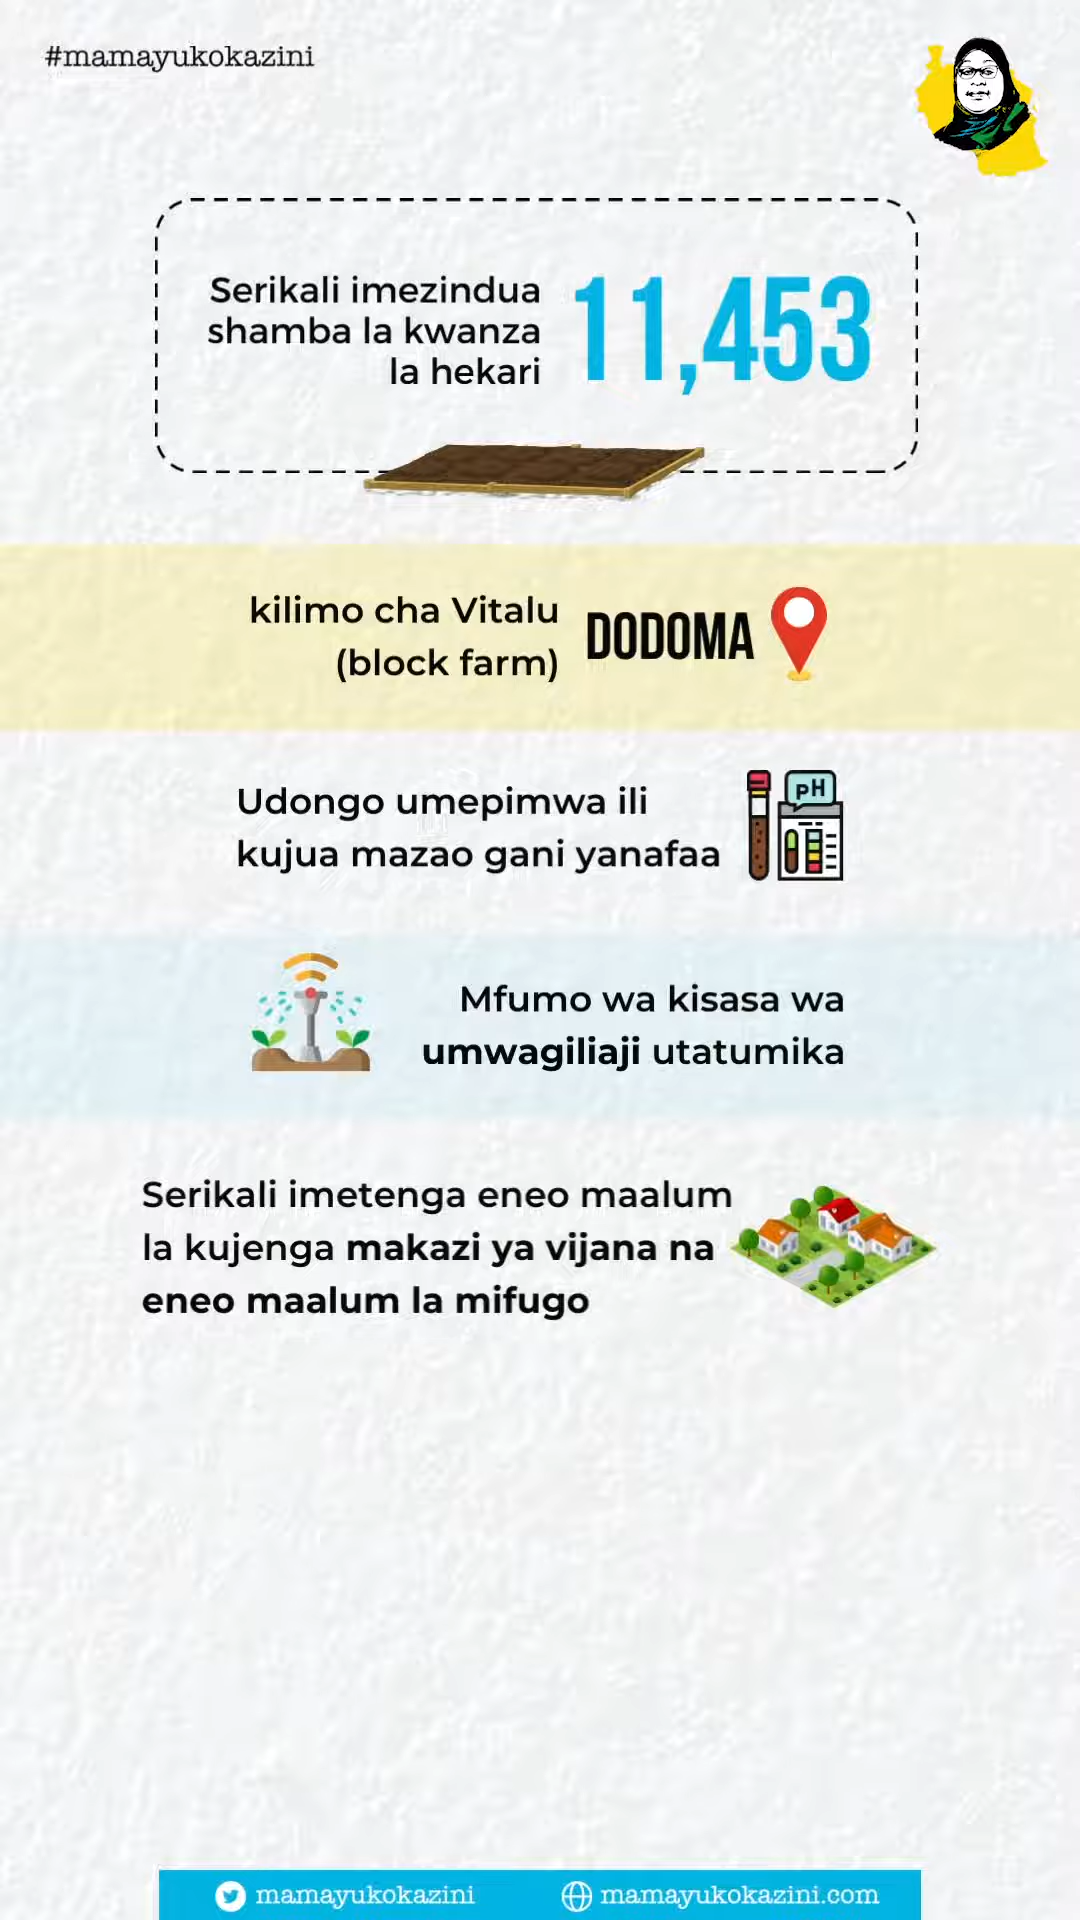 #mamayukokazini
Serikali imezindua
shamba la kwanza
la hekari
11,453
kilimo cha Vitalu
(block farm)
DODOMA
Udongo umepimwa ili
kujua mazao gani yanafaa
pH
Mfumo wa kisasa wa
umwagiliaji utatumika
Serikali imetenga eneo maalum
la kujenga makazi ya vijana na
eneo maalum la mifugo
mamayukokazini
mamayukokazini.com